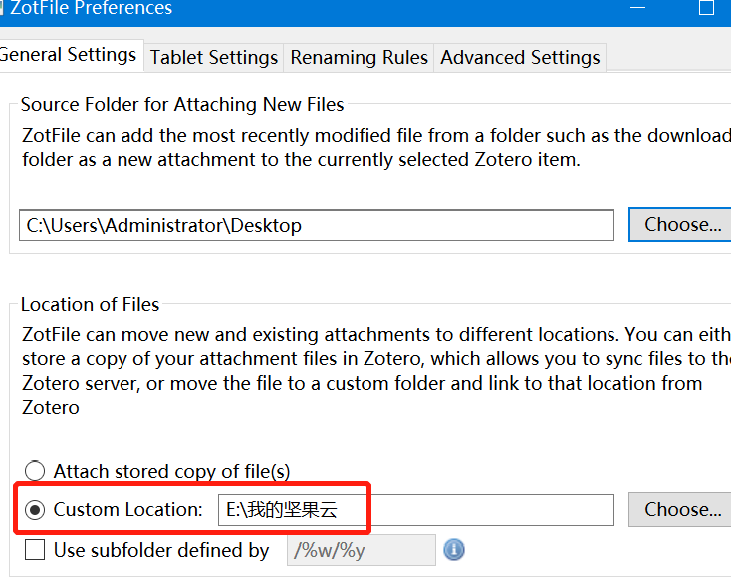 ZotFile Preferences
General Settings
Tablet Settings
Renaming Rules
Advanced Settings
Source Folder for Attaching New Files
ZotFile can add the most recently modified file from a folder such as the download
folder as a new attachment to the currently selected Zotero item.
C:\Users\Administrator\Desktop
Choose...
Location of Files
ZotFile can move new and existing attachments to different locations. You can eith
store a copy of your attachment files in Zotero, which allows you to sync files to the
Zotero server, or move the file to a custom folder and link to that location from
Zotero
Attach stored copy of file(s)
Custom Location:
E:\我的坚果云
Choose...
Use subfolder defined by
/%w/%y